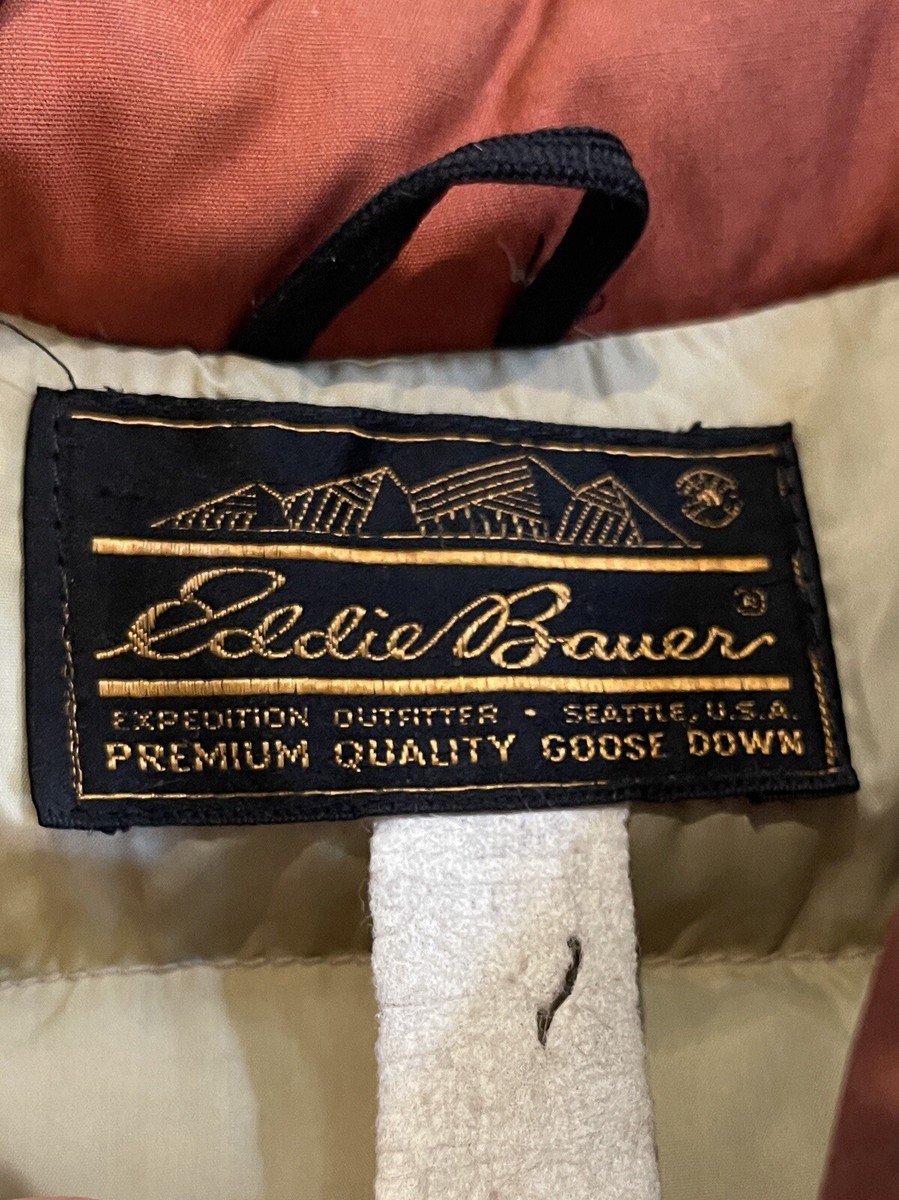 Eddie Bauer ®
EXPEDITION OUTFITTER • SEATTLE, U.S.A.
PREMIUM QUALITY GOOSE DOWN